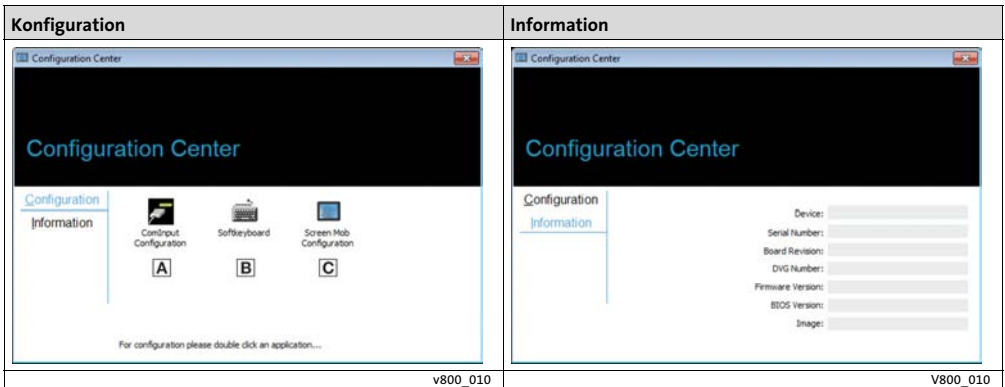 Konfiguration
Information
Configuration Center
Configuration Center
Configuration
Information
ComInput
Configuration
Softkeyboard
Screen Mob
Configuration
A
B
C
For configuration please double click an application...
v800_010
Configuration Center
Configuration Center
Configuration
Information
Device:
Serial Number:
Board Revision:
DVG Number:
Firmware Version:
BIOS Version:
Image:
V800_010